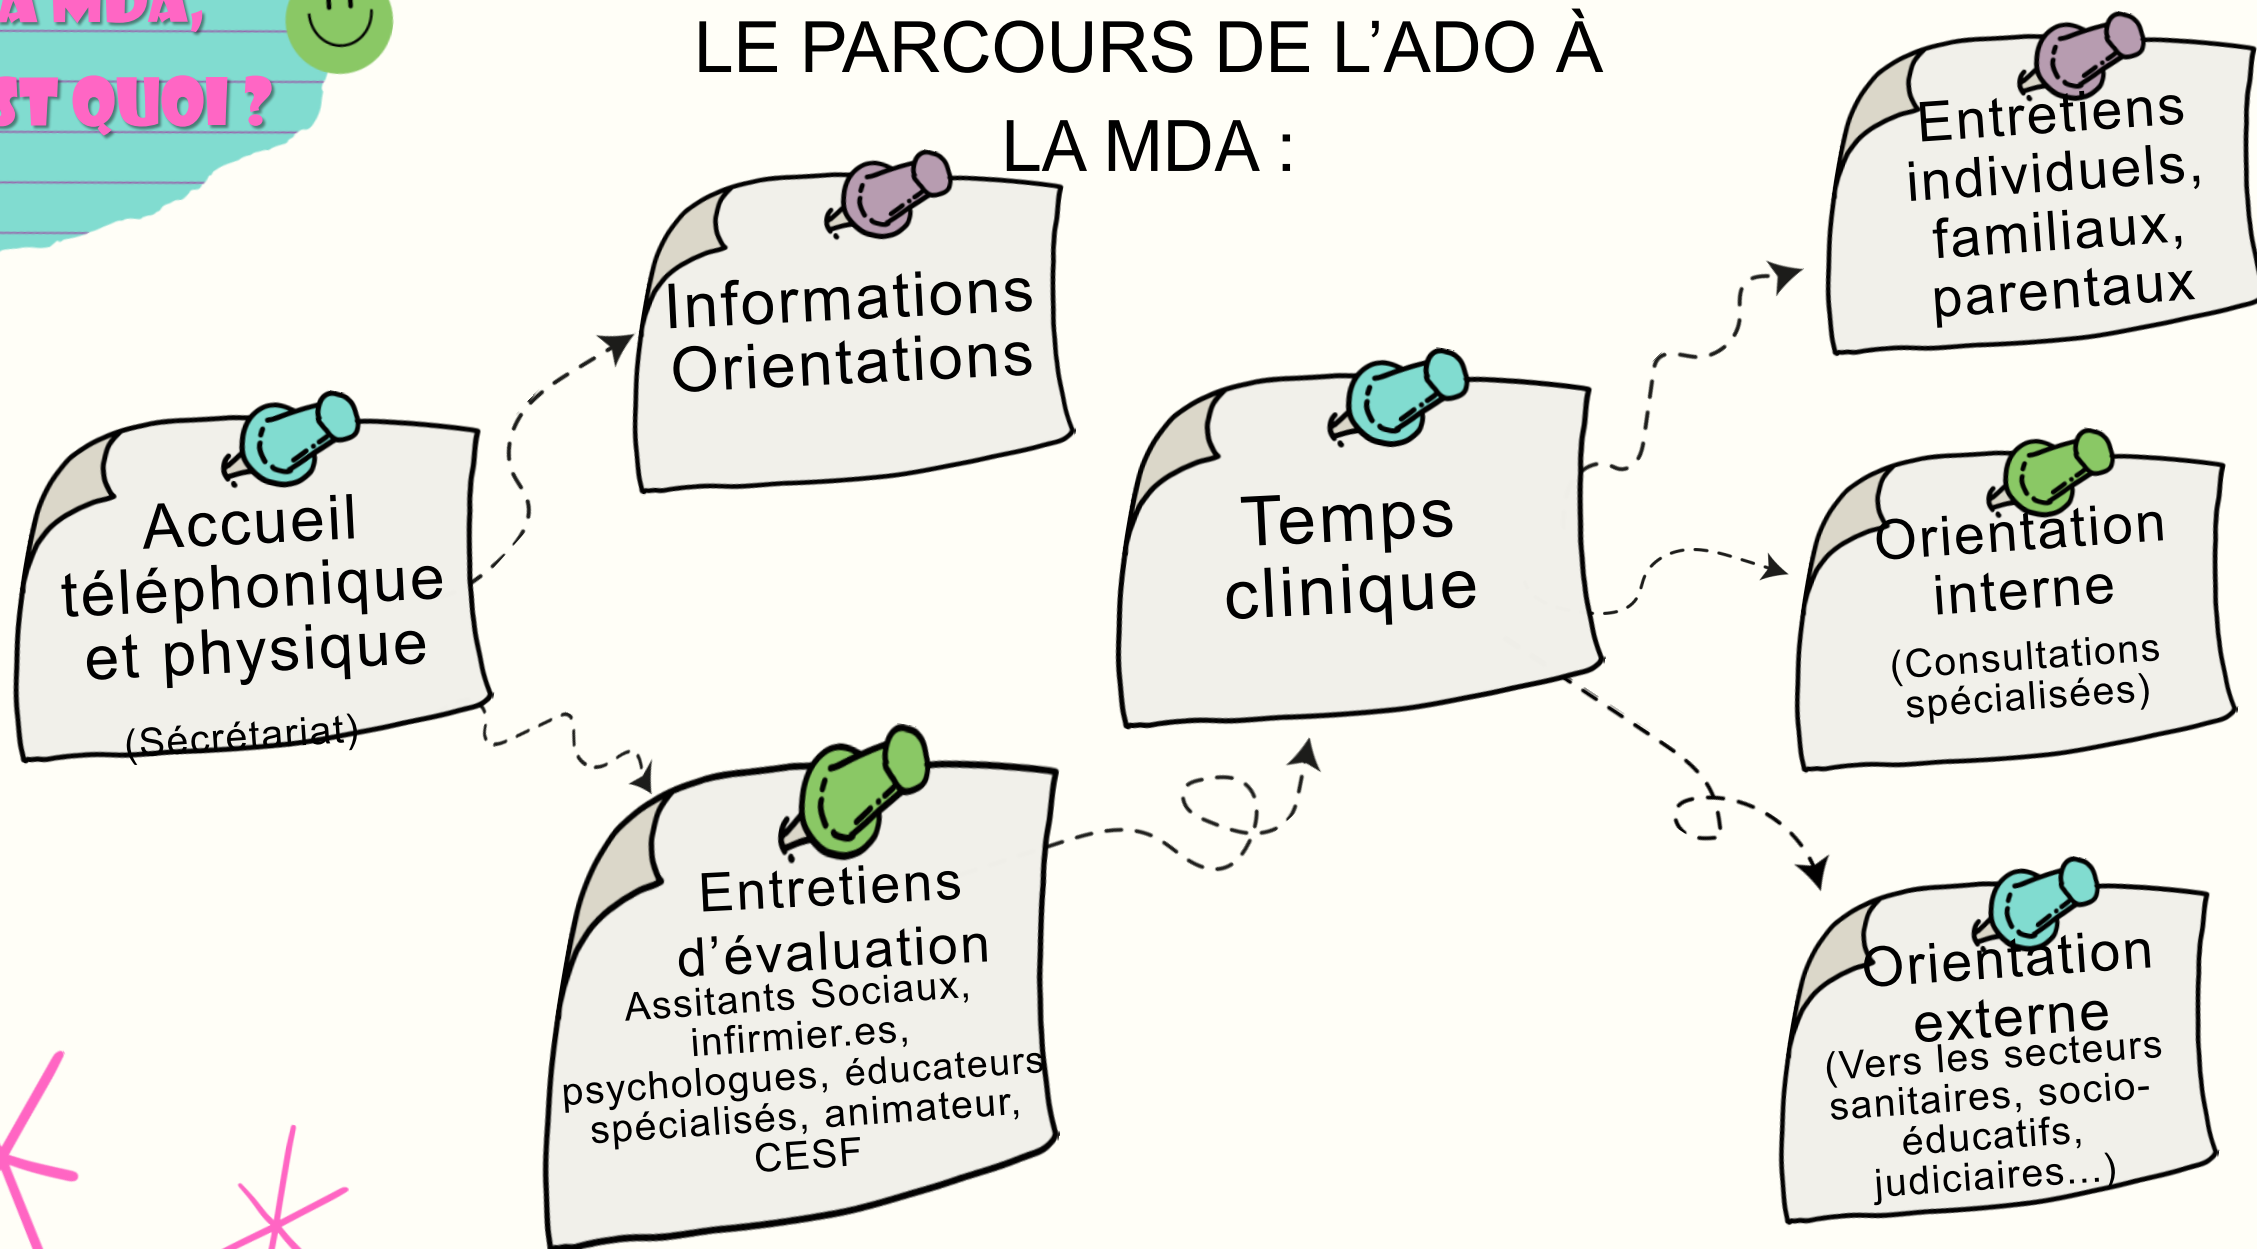 A MDA,
ST QUOI ?
LE PARCOURS DE L’ADO À
LA MDA :
Accueil
téléphonique
et physique
(Sécrétariat)
Informations
Orientations
Entretiens
d’évaluation
Assitants Sociaux,
infirmier.es,
psychologues, éducateurs
spécialisés, animateur,
CESF
Temps
clinique
Entretiens
individuels,
familiaux,
parentaux
Orientation
interne
(Consultations
spécialisées)
Orientation
externe
(Vers les secteurs
sanitaires, socio-
éducatifs,
judiciaires...)